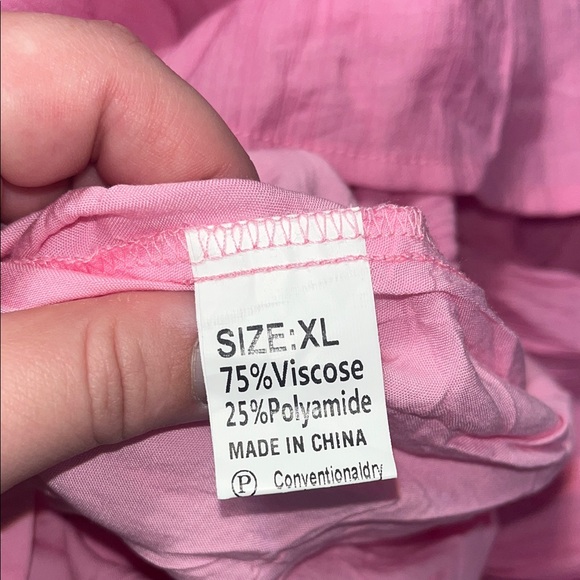 SIZE:XL
75%Viscose
25%Polyamide
MADE IN CHINA
P Conventionaldry